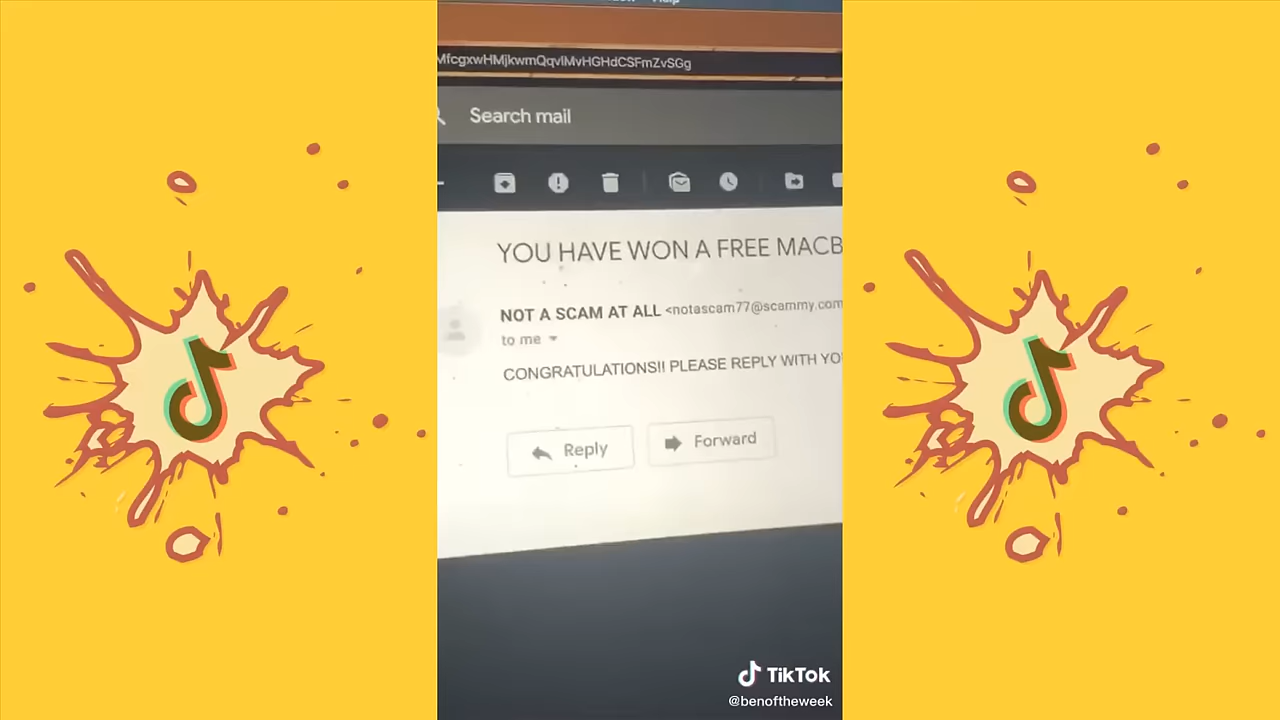 MfcgxwHMjkwmQqvlMvHGHdCSFmZvSGg
Search mail
YOU HAVE WON A FREE MACB
NOT A SCAM AT ALL <notascam77@scammy.com
to me
CONGRATULATIONS!! PLEASE REPLY WITH YO
Reply
Forward
TikTok
@benoftheweek